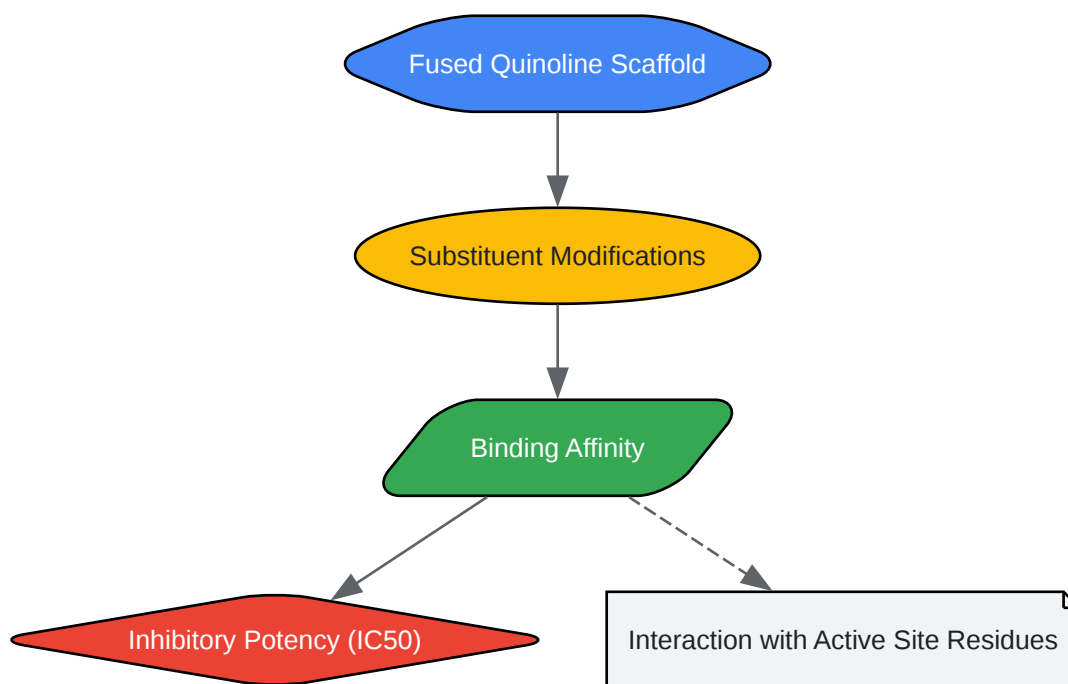 Fused Quinoline Scaffold
Substituent Modifications
Binding Affinity
Inhibitory Potency (IC50)
Interaction with Active Site Residues